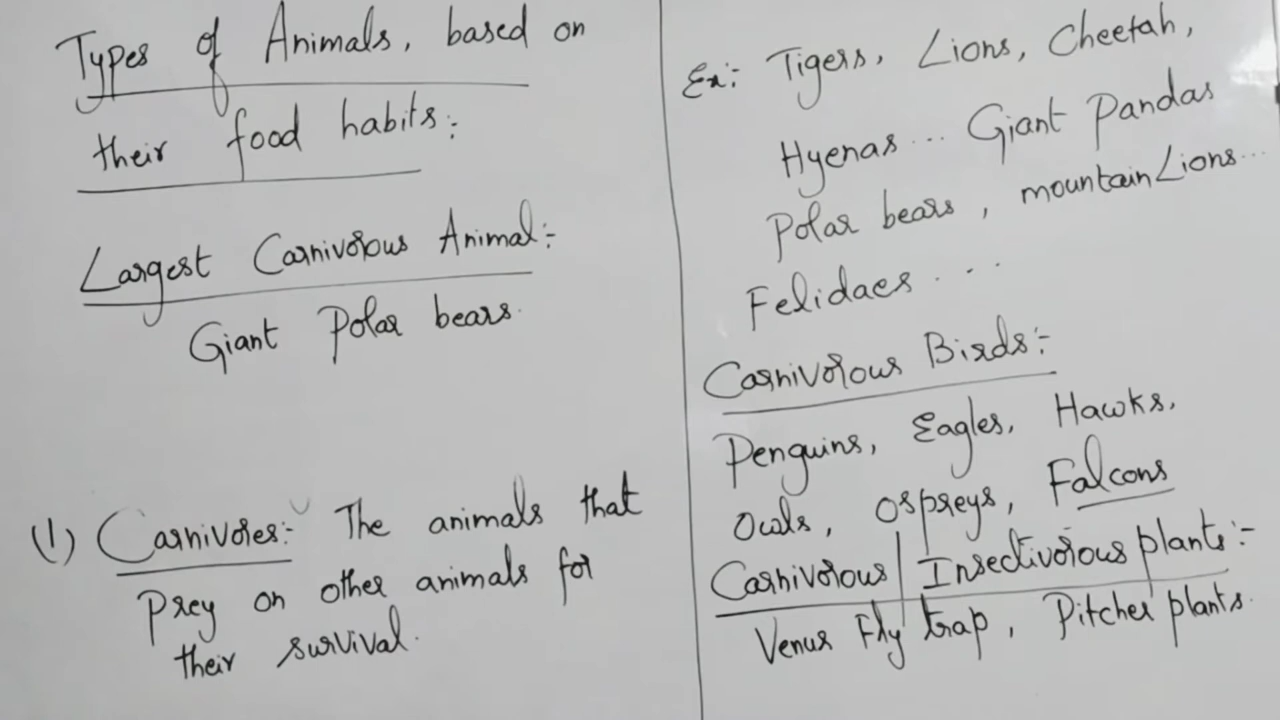 Types of Animals, based on
their food habits:
Largest Carnivorous Animal:-
Giant Polar bears.
(1) Carnivores:- The animals that
Prey on other animals for
their survival.
Ex:- Tigers, Lions, Cheetah,
Hyenas ... Giant Pandas
Polar bears, mountain Lions...
Felidaes ...
Carnivorous Birds:-
Penguins, Eagles, Hawks,
Owls, Ospreys, Falcons
Carnivorous | Insectivorous plants:-
Venus Fly trap, Pitcher plants.